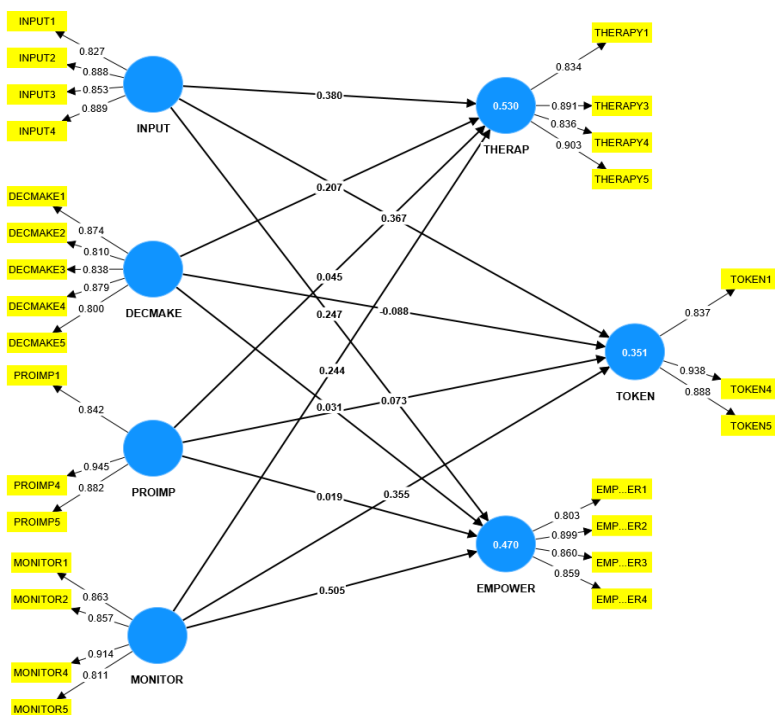 INPUT1
INPUT2
INPUT3
INPUT4
0.827
0.888
0.853
0.889
INPUT
DECMAKE1
DECMAKE2
DECMAKE3
DECMAKE4
DECMAKE5
0.874
0.810
0.838
0.879
0.800
DECMAKE
PROIMP1
PROIMP4
PROIMP5
0.842
0.945
0.882
PROIMP
MONITOR1
MONITOR2
MONITOR4
MONITOR5
0.863
0.857
0.914
0.811
MONITOR
0.380
0.207
0.367
0.045
0.247
-0.088
0.244
0.031
0.073
0.355
0.019
0.505
0.530
THERAP
0.834
0.891
0.836
0.903
THERAPY1
THERAPY3
THERAPY4
THERAPY5
0.351
TOKEN
0.837
0.938
0.888
TOKEN1
TOKEN4
TOKEN5
0.470
EMPOWER
0.803
0.899
0.860
0.859
EMP...ER1
EMP...ER2
EMP...ER3
EMP...ER4